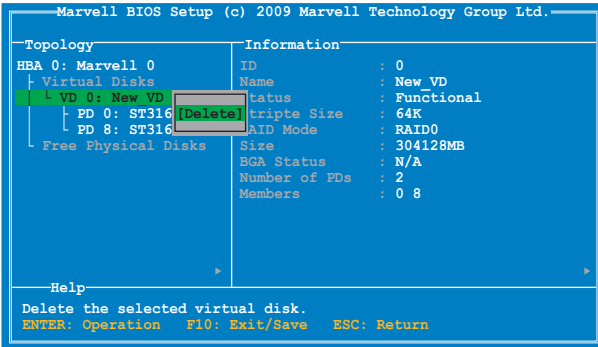 Marvell BIOS Setup (c) 2009 Marvell Technology Group Ltd.
Topology
HBA 0: Marvell 0
Virtual Disks
VD 0: New_VD
[Delete]
PD 0: ST316
PD 8: ST316
Free Physical Disks
Information
ID : 0
Name : New_VD
tatus : Functional
tripte Size : 64K
AID Mode : RAID0
Size : 304128MB
BGA Status : N/A
Number of PDs : 2
Members : 0 8
Help
Delete the selected virtual disk.
ENTER: Operation F10: Exit/Save ESC: Return